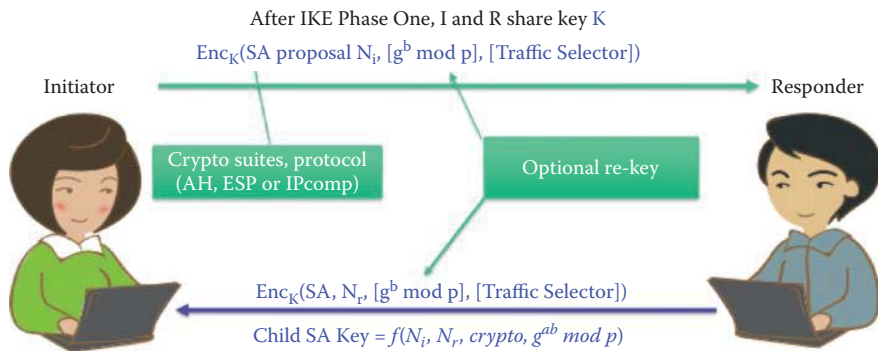 After IKE Phase One, I and R share key K
Enc_K(SA proposal N_i, [g^b mod p], [Traffic Selector])
Initiator
Responder
Crypto suites, protocol
(AH, ESP or IPcomp)
Optional re-key
Enc_K(SA, N_r, [g^b mod p], [Traffic Selector])
Child SA Key = f(N_i, N_r, crypto, g^ab mod p)